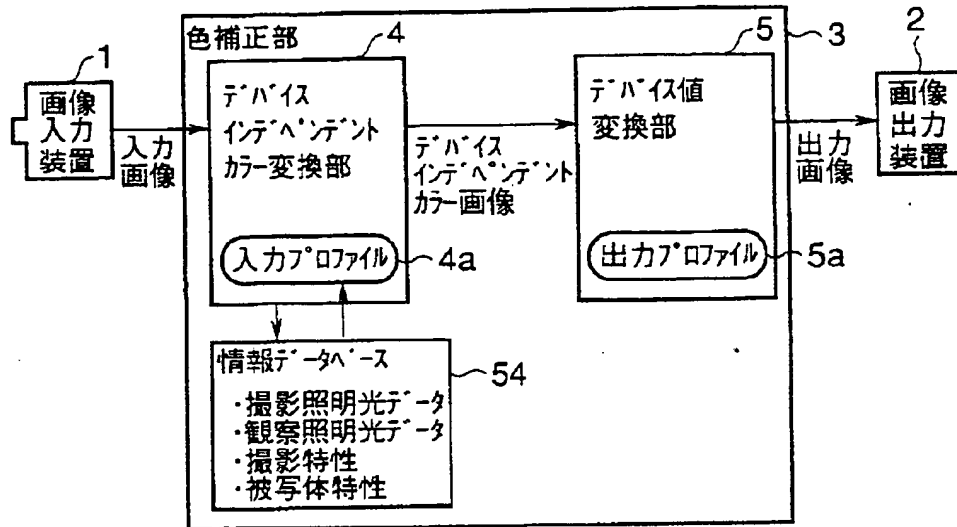 色補正部
1
画像
入力
装置
入力
画像
4
デバイス
インデペンデント
カラー変換部
入力プロファイル
4a
デバイス
インデペンデント
カラー画像
5
デバイス値
変換部
出力プロファイル
5a
3
出力
画像
2
画像
出力
装置
情報データベース
・撮影照明光データ
・観察照明光データ
・撮影特性
・被写体特性
54